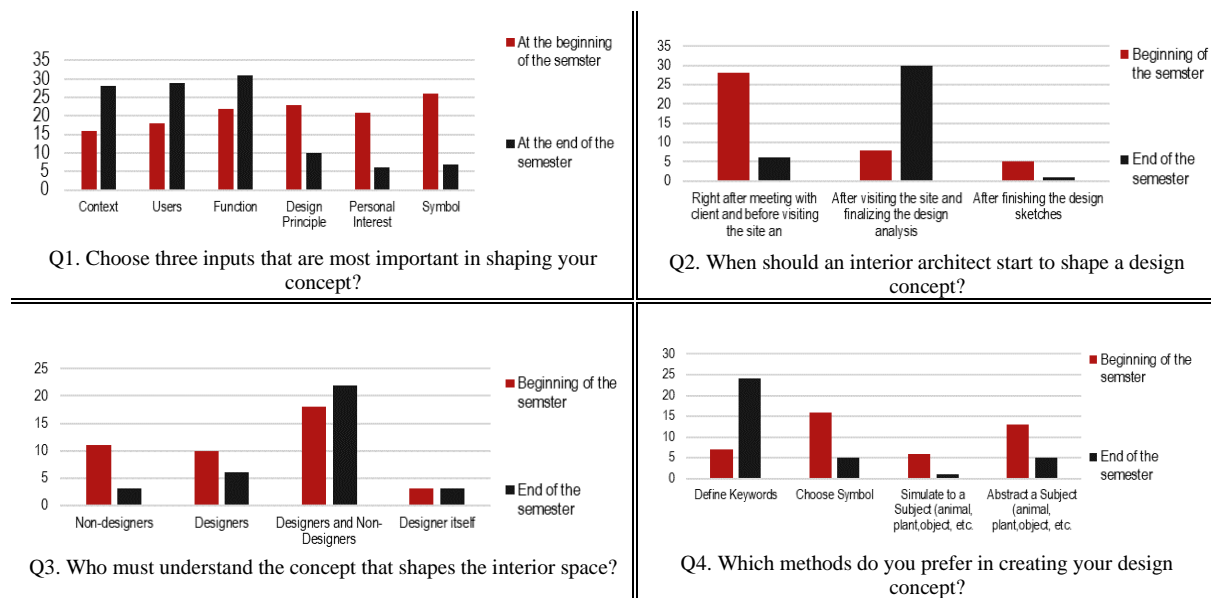 At the beginning
of the semster
35
30
25
20
15
10
5
0
At the end of the
semester
Context
Users
Function
Design
Principle
Personal
Interest
Symbol
Q1. Choose three inputs that are most important in shaping your
concept?
Beginning of
the semster
35
30
25
20
15
10
5
0
End of the
semester
Right after meeting with
client and before visiting
the site an
After visiting the site and
finalizing the design
analysis
After finishing the design
sketches
Q2. When should an interior architect start to shape a design
concept?
25
20
15
10
5
0
Beginning of the
semster
End of the
semester
Non-designers
Designers
Designers and Non-
Designers
Designer itself
Q3. Who must understand the concept that shapes the interior space?
30
25
20
15
10
5
0
Beginning of the
semster
End of the
semester
Define Keywords
Choose Symbol
Simulate to a
Subject (animal,
plant,object, etc.
Abstract a Subject
(animal,
plant,object, etc.
Q4. Which methods do you prefer in creating your design
concept?